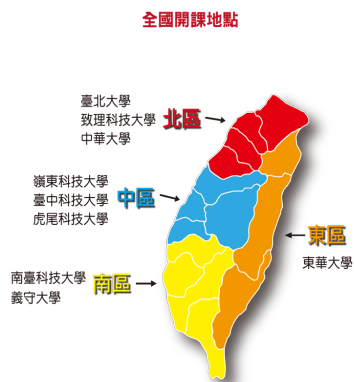 全國開課地點
臺北大學
致理科技大學
中華大學
北區
嶺東科技大學
臺中科技大學
虎尾科技大學
中區
東區
東華大學
南臺科技大學
義守大學
南區